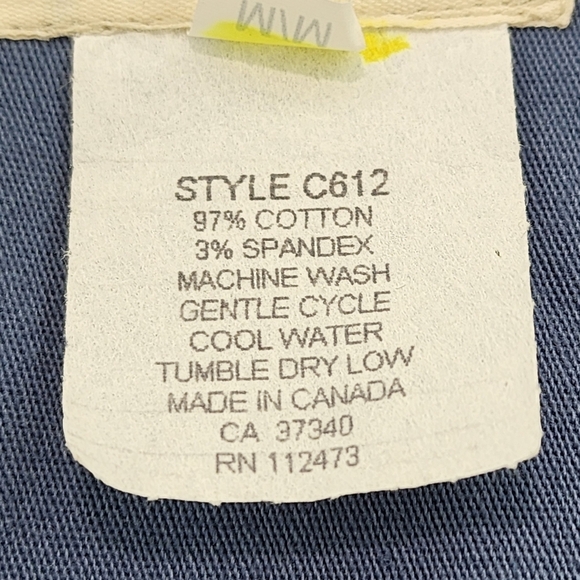 M/M
STYLE C612
97% COTTON
3% SPANDEX
MACHINE WASH
GENTLE CYCLE
COOL WATER
TUMBLE DRY LOW
MADE IN CANADA
CA 37340
RN 112473